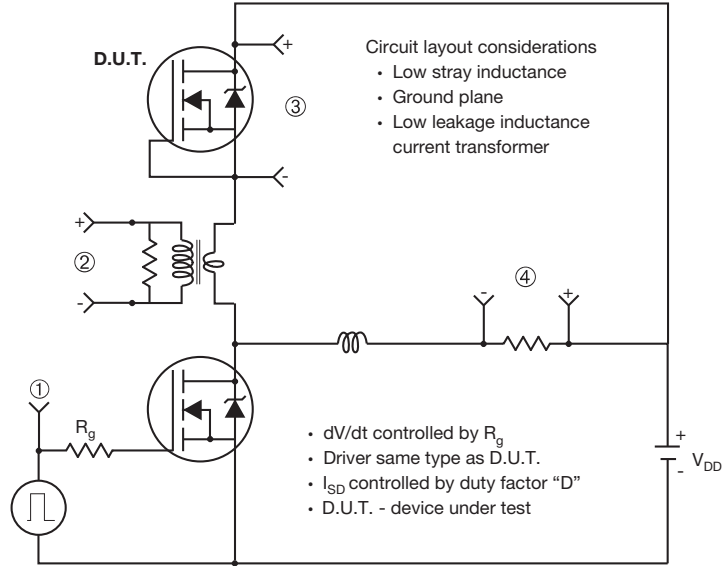 D.U.T.
+
③
-
Circuit layout considerations
• Low stray inductance
• Ground plane
• Low leakage inductance
current transformer
+
②
-
④
-
+
①
R_g
• dV/dt controlled by R_g
• Driver same type as D.U.T.
• I_SD controlled by duty factor “D”
• D.U.T. - device under test
+
V_DD
-